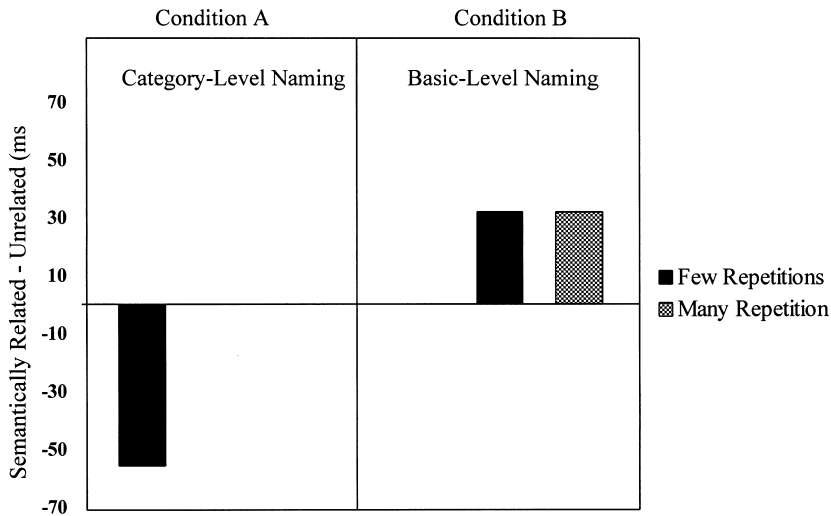 Condition A
Condition B
Category-Level Naming
Basic-Level Naming
Semantically Related - Unrelated (ms
70
50
30
10
-10
-30
-50
-70
Few Repetitions
Many Repetition